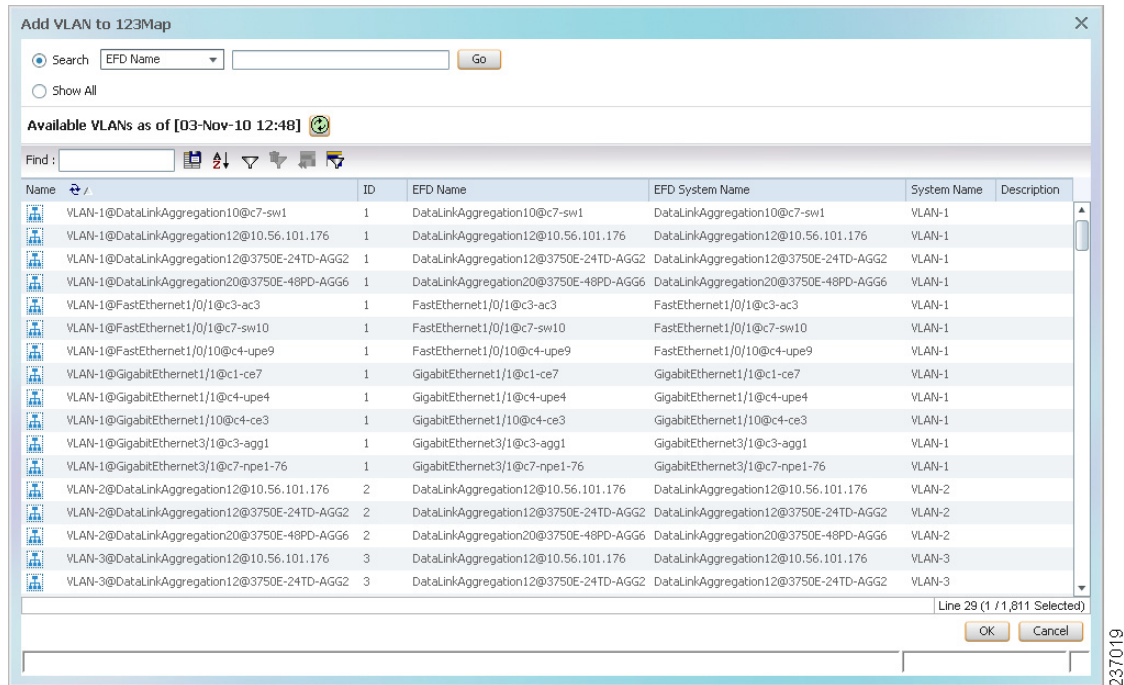 Add VLAN to 123Map
Search EFD Name Go
Show All
Available VLANs as of [03-Nov-10 12:48]
Find :
Name ID EFD Name EFD System Name System Name Description
VLAN-1@DataLinkAggregation10@c7-sw1 1 DataLinkAggregation10@c7-sw1 DataLinkAggregation10@c7-sw1 VLAN-1
VLAN-1@DataLinkAggregation12@10.56.101.176 1 DataLinkAggregation12@10.56.101.176 DataLinkAggregation12@10.56.101.176 VLAN-1
VLAN-1@DataLinkAggregation12@3750E-24TD-AGG2 1 DataLinkAggregation12@3750E-24TD-AGG2 DataLinkAggregation12@3750E-24TD-AGG2 VLAN-1
VLAN-1@DataLinkAggregation20@3750E-48PD-AGG6 1 DataLinkAggregation20@3750E-48PD-AGG6 DataLinkAggregation20@3750E-48PD-AGG6 VLAN-1
VLAN-1@FastEthernet1/0/1@c3-ac3 1 FastEthernet1/0/1@c3-ac3 FastEthernet1/0/1@c3-ac3 VLAN-1
VLAN-1@FastEthernet1/0/1@c7-sw10 1 FastEthernet1/0/1@c7-sw10 FastEthernet1/0/1@c7-sw10 VLAN-1
VLAN-1@FastEthernet1/0/10@c4-upe9 1 FastEthernet1/0/10@c4-upe9 FastEthernet1/0/10@c4-upe9 VLAN-1
VLAN-1@GigabitEthernet1/1@c1-ce7 1 GigabitEthernet1/1@c1-ce7 GigabitEthernet1/1@c1-ce7 VLAN-1
VLAN-1@GigabitEthernet1/1@c4-upe4 1 GigabitEthernet1/1@c4-upe4 GigabitEthernet1/1@c4-upe4 VLAN-1
VLAN-1@GigabitEthernet1/10@c4-ce3 1 GigabitEthernet1/10@c4-ce3 GigabitEthernet1/10@c4-ce3 VLAN-1
VLAN-1@GigabitEthernet3/1@c3-agg1 1 GigabitEthernet3/1@c3-agg1 GigabitEthernet3/1@c3-agg1 VLAN-1
VLAN-1@GigabitEthernet3/1@c7-npe1-76 1 GigabitEthernet3/1@c7-npe1-76 GigabitEthernet3/1@c7-npe1-76 VLAN-1
VLAN-2@DataLinkAggregation12@10.56.101.176 2 DataLinkAggregation12@10.56.101.176 DataLinkAggregation12@10.56.101.176 VLAN-2
VLAN-2@DataLinkAggregation12@3750E-24TD-AGG2 2 DataLinkAggregation12@3750E-24TD-AGG2 DataLinkAggregation12@3750E-24TD-AGG2 VLAN-2
VLAN-2@DataLinkAggregation20@3750E-48PD-AGG6 2 DataLinkAggregation20@3750E-48PD-AGG6 DataLinkAggregation20@3750E-48PD-AGG6 VLAN-2
VLAN-3@DataLinkAggregation12@10.56.101.176 3 DataLinkAggregation12@10.56.101.176 DataLinkAggregation12@10.56.101.176 VLAN-3
VLAN-3@DataLinkAggregation12@3750E-24TD-AGG2 3 DataLinkAggregation12@3750E-24TD-AGG2 DataLinkAggregation12@3750E-24TD-AGG2 VLAN-3
Line 29 (1 / 1,811 Selected)
OK Cancel
237019